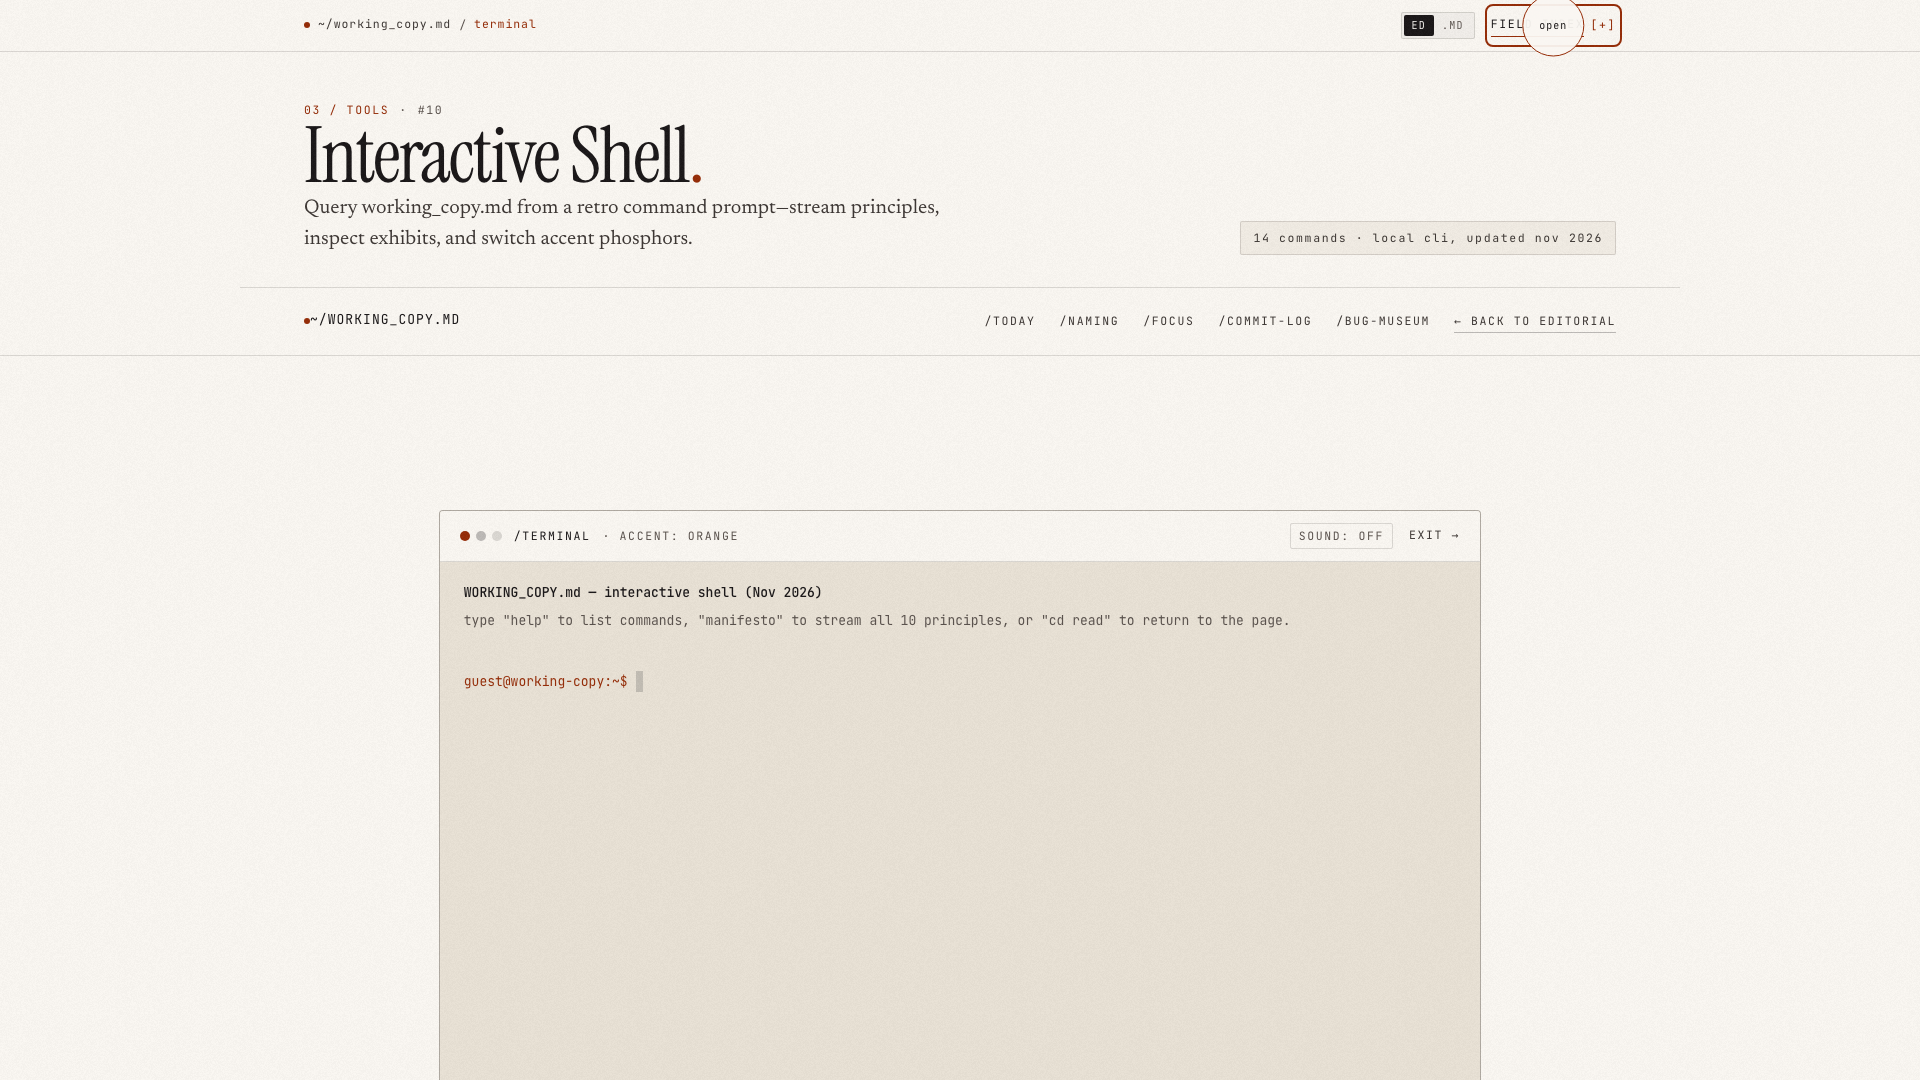 ~/working_copy.md / terminal
ED .MD
open [+]
03 / TOOLS · #10
Interactive Shell.
Query working_copy.md from a retro command prompt—stream principles,
inspect exhibits, and switch accent phosphors.
14 commands · local cli, updated nov 2026
~/WORKING_COPY.MD
/TODAY /NAMING /FOCUS /COMMIT-LOG /BUG-MUSEUM ← BACK TO EDITORIAL
/TERMINAL · ACCENT: ORANGE
SOUND: OFF EXIT →
WORKING_COPY.md — interactive shell (Nov 2026)
type "help" to list commands, "manifesto" to stream all 10 principles, or "cd read" to return to the page.
guest@working-copy:~$